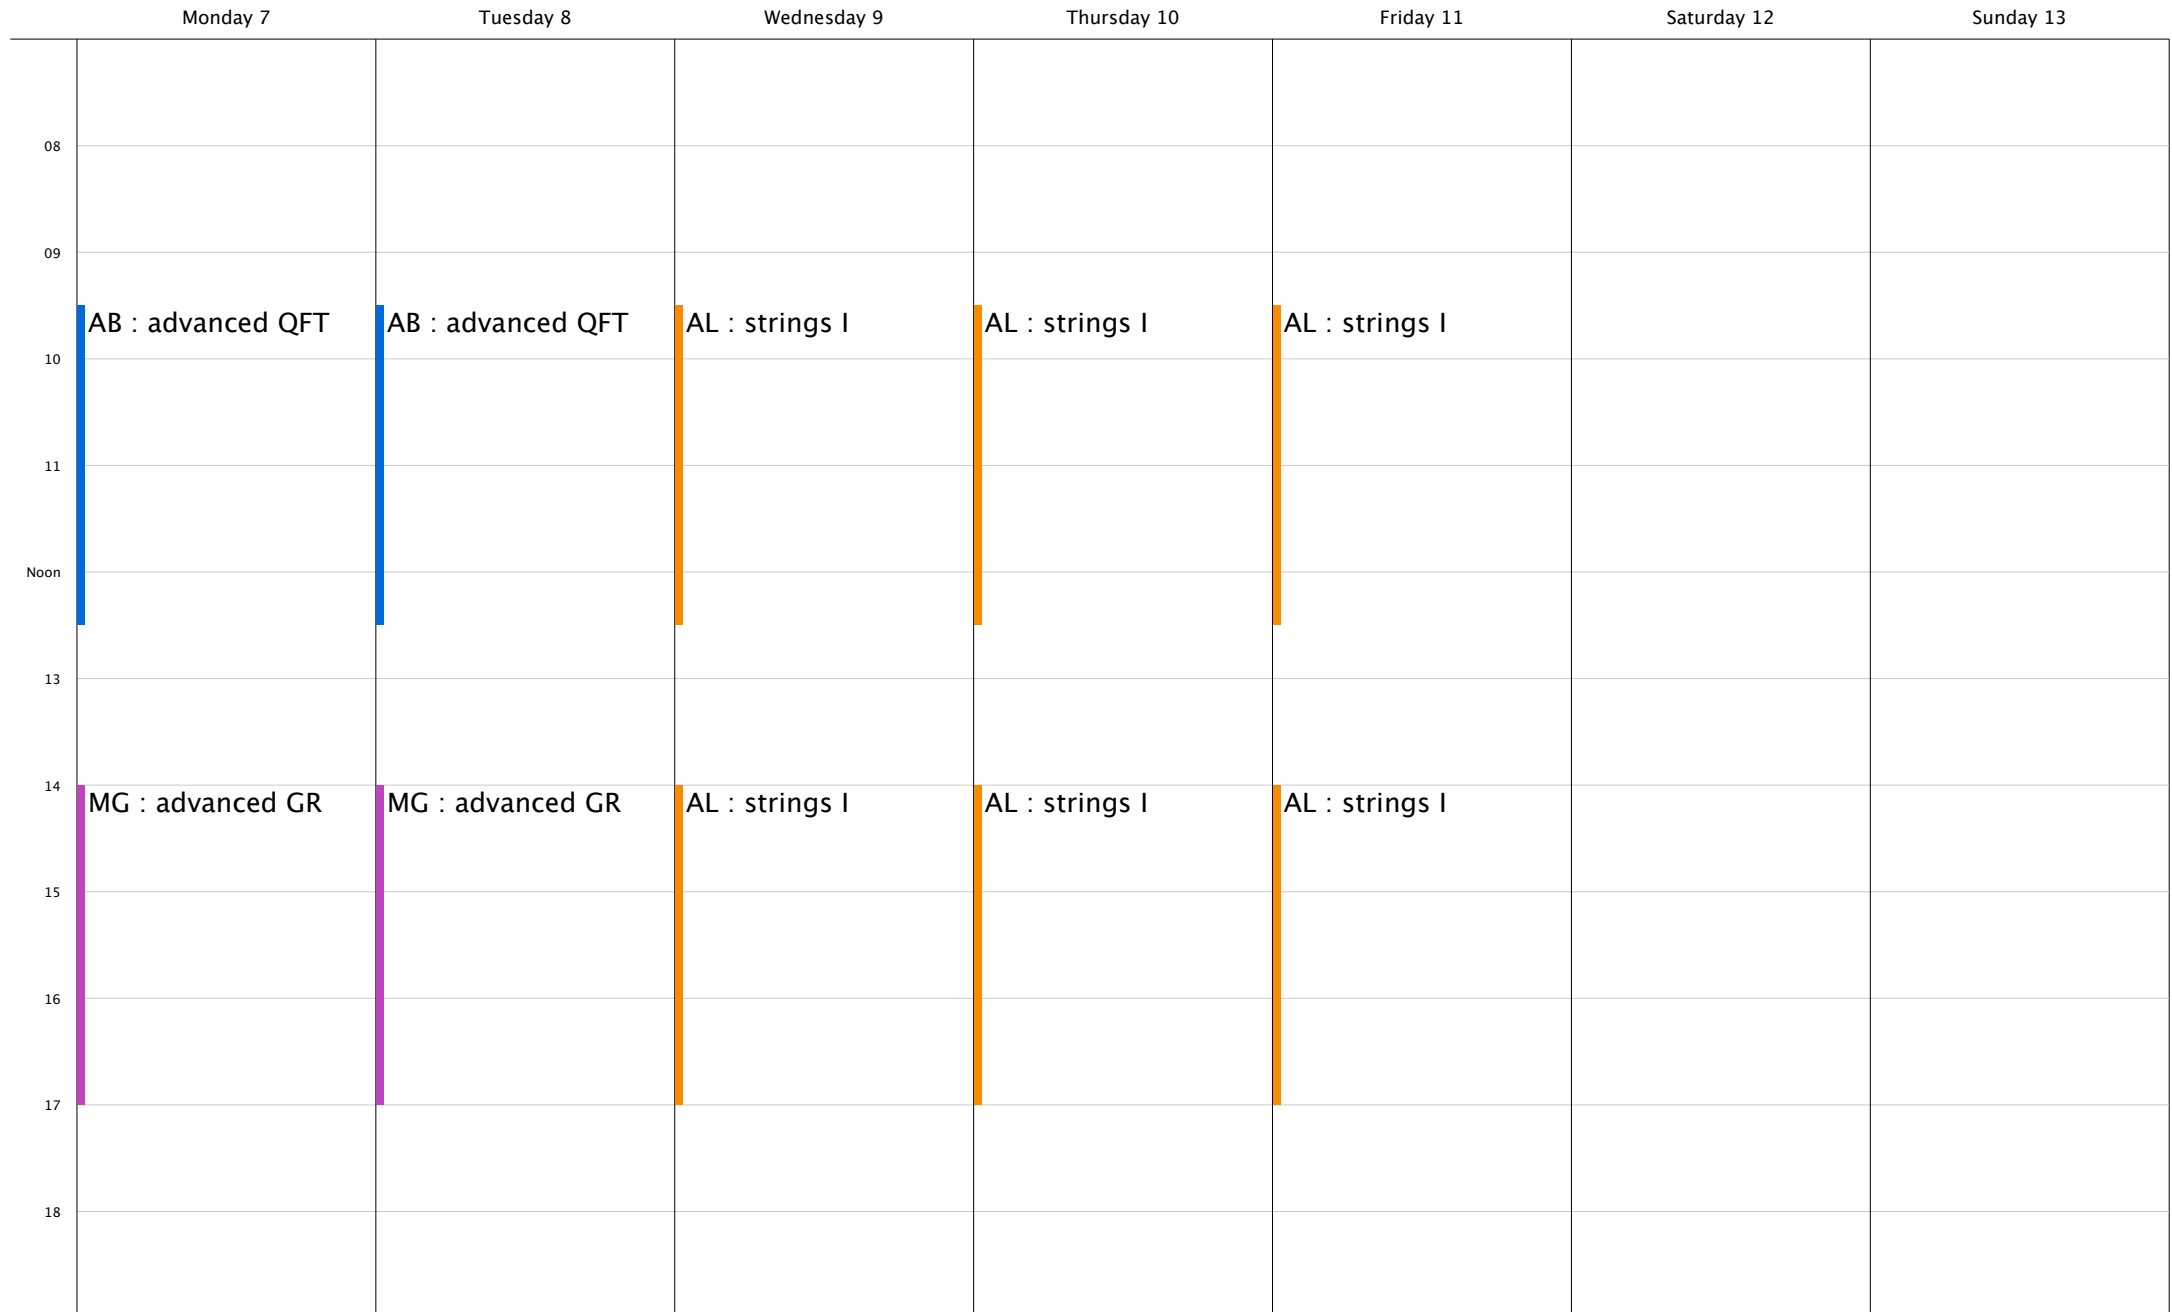 Monday 7 Tuesday 8 Wednesday 9 Thursday 10 Friday 11 Saturday 12 Sunday 13
08
09
AB : advanced QFT AB : advanced QFT AL : strings I AL : strings I AL : strings I
10
11
Noon
13
14
MG : advanced GR MG : advanced GR AL : strings I AL : strings I AL : strings I
15
16
17
18